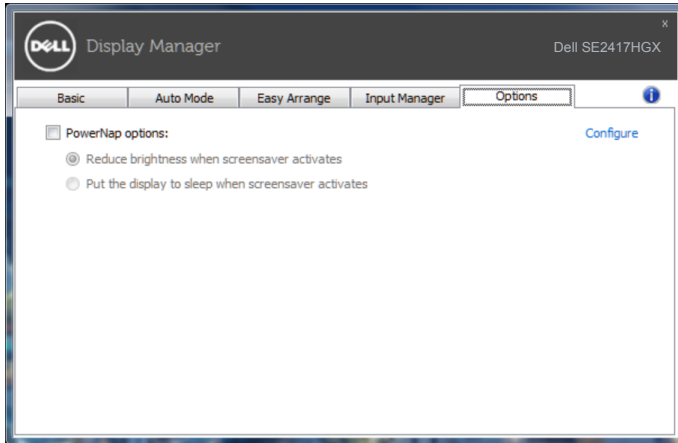 x
DELL Display Manager Dell SE2417HGX
Basic Auto Mode Easy Arrange Input Manager Options i
PowerNap options: Configure
Reduce brightness when screensaver activates
Put the display to sleep when screensaver activates